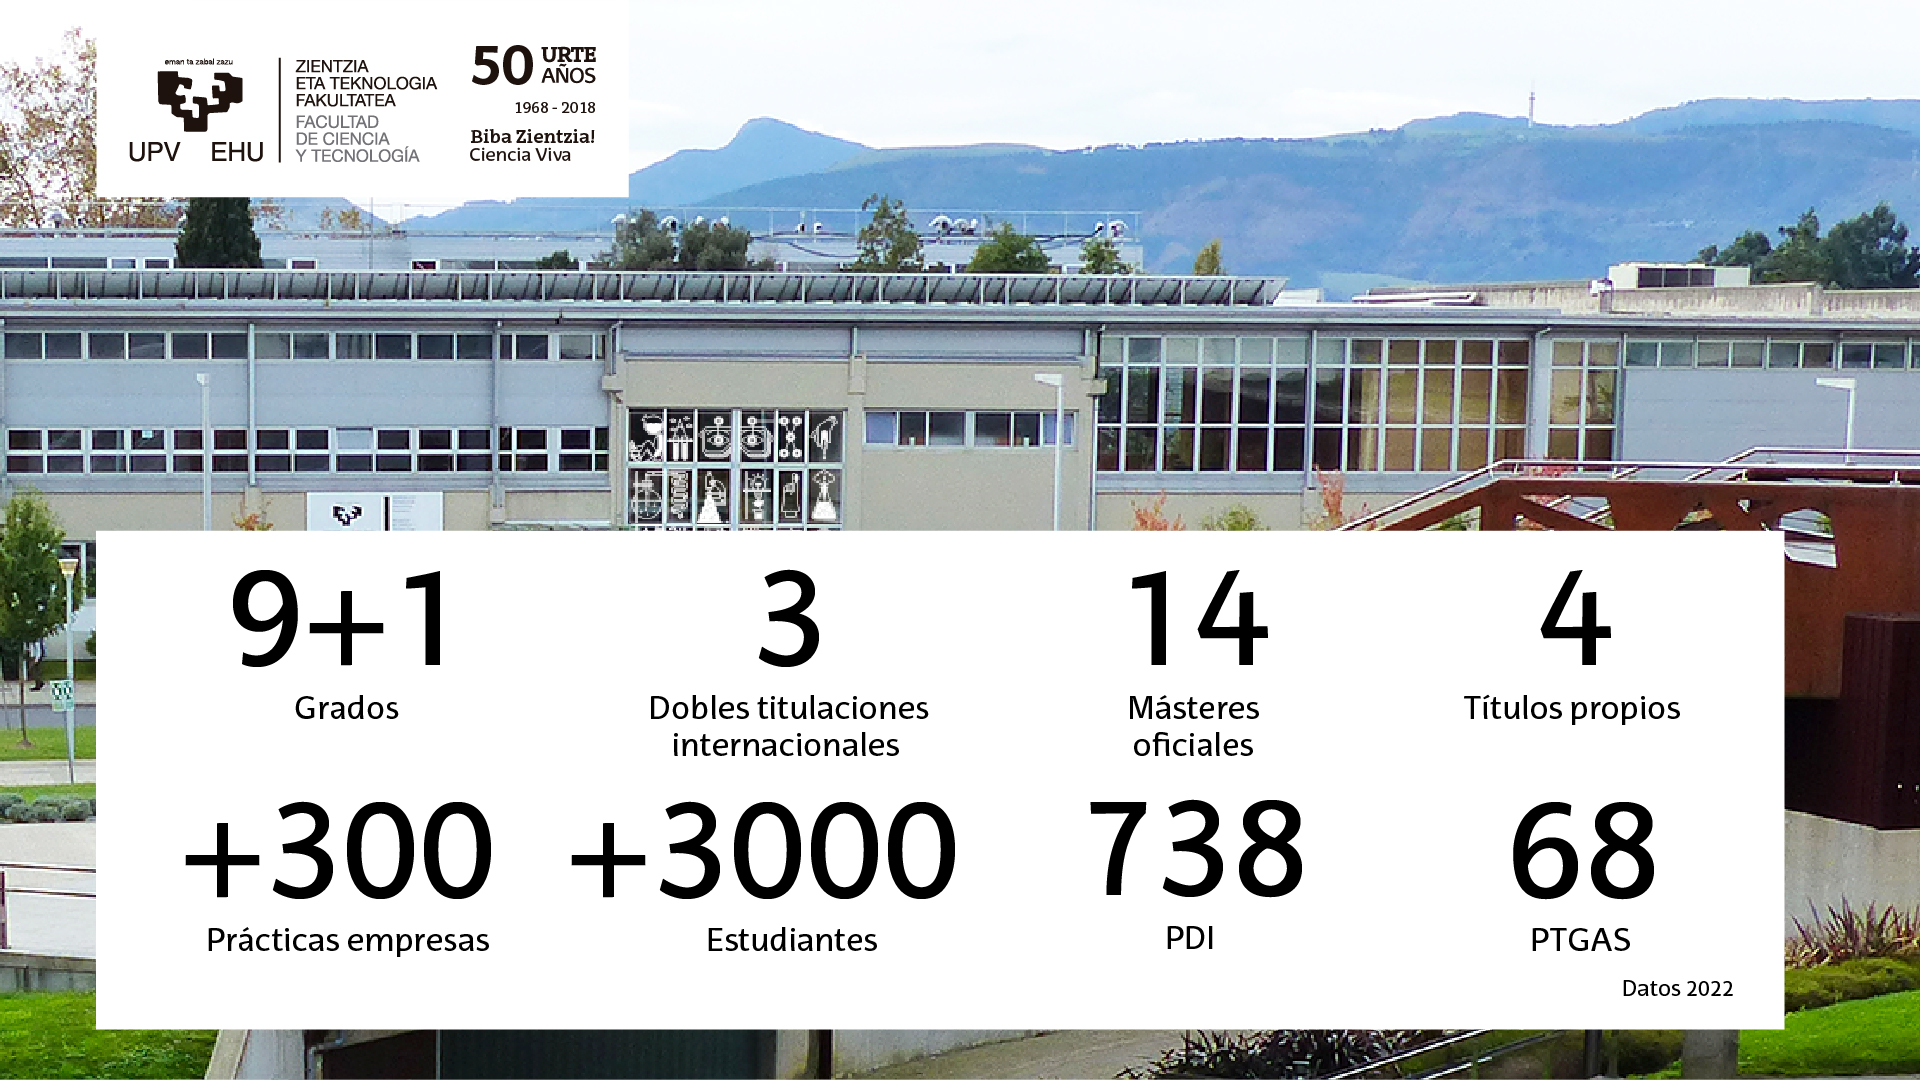 eman ta zabal zazu
UPV EHU
ZIENTZIA
ETA TEKNOLOGIA
FAKULTATEA
FACULTAD
DE CIENCIA
Y TECNOLOGÍA
50 URTE
AÑOS
1968 - 2018
Biba Zientzia!
Ciencia Viva
9+1
Grados
3
Dobles titulaciones
internacionales
14
Másteres
oficiales
4
Títulos propios
+300
Prácticas empresas
+3000
Estudiantes
738
PDI
68
PTGAS
Datos 2022